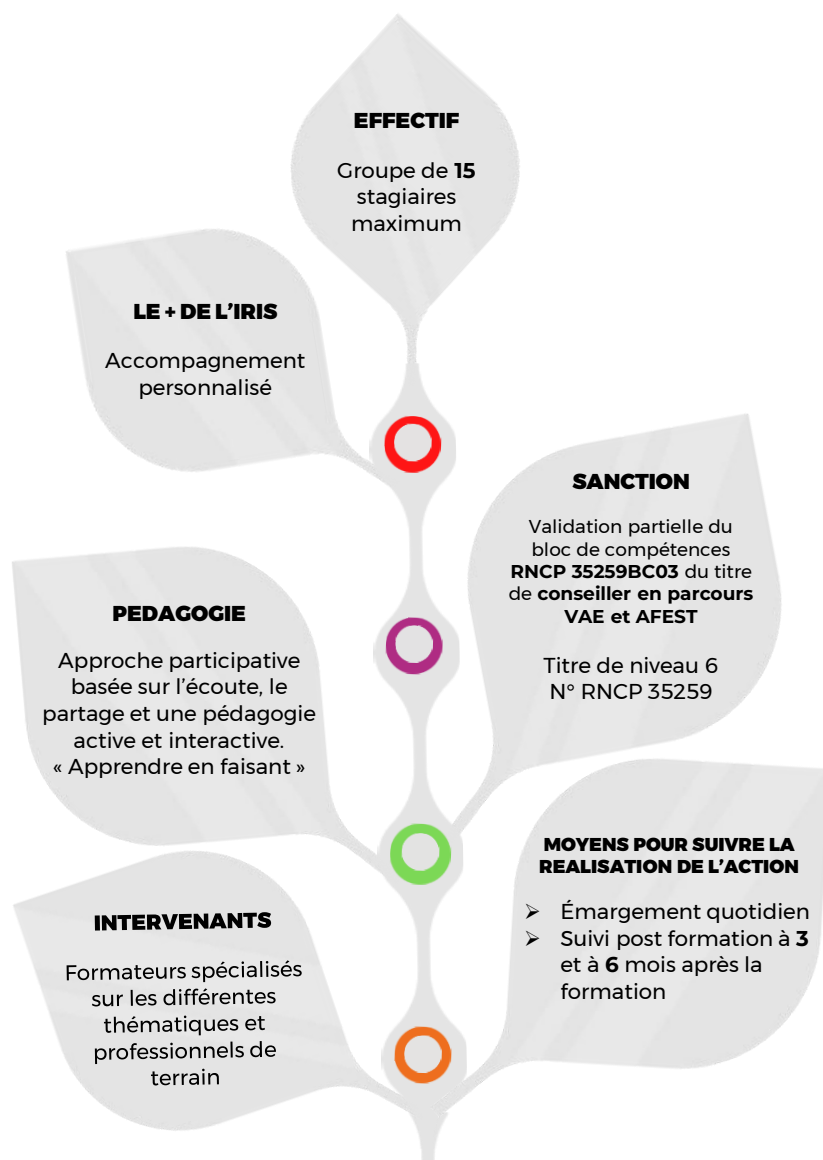 EFFECTIF
Groupe de 15
stagiaires
maximum
LE + DE L'IRIS
Accompagnement
personnalisé
SANCTION
Validation partielle du
bloc de compétences
RNCP 35259BC03 du titre
de conseiller en parcours
VAE et AFEST
Titre de niveau 6
N° RNCP 35259
PEDAGOGIE
Approche participative
basée sur l'écoute, le
partage et une pédagogie
active et interactive.
« Apprendre en faisant »
MOYENS POUR SUIVRE LA
REALISATION DE L'ACTION
➢ Émargement quotidien
➢ Suivi post formation à 3
et à 6 mois après la
formation
INTERVENANTS
Formateurs spécialisés
sur les différentes
thématiques et
professionnels de
terrain